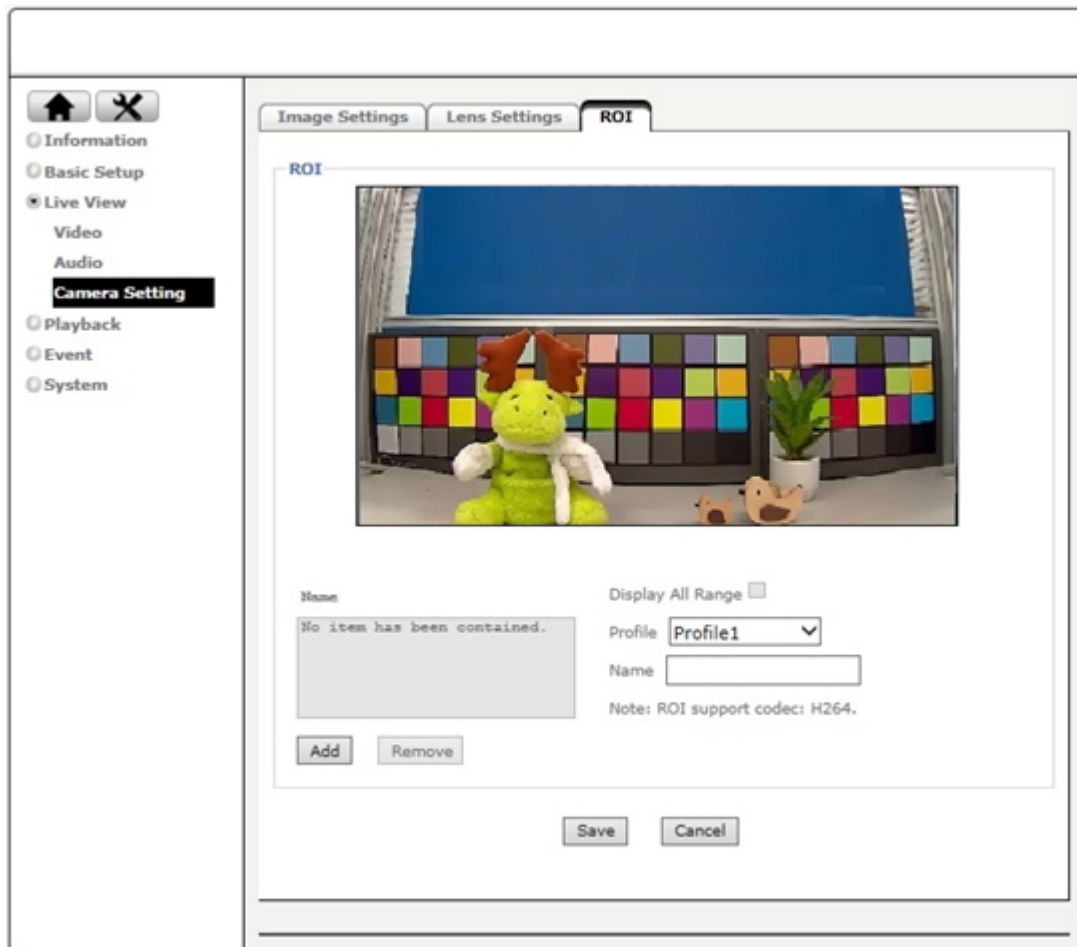 Information
Basic Setup
Live View
Video
Audio
Camera Setting
Playback
Event
System
Image Settings
Lens Settings
ROI
ROI
Name
No item has been contained.
Add
Remove
Display All Range
Profile Profile1
Name
Note: ROI support codec: H264.
Save
Cancel